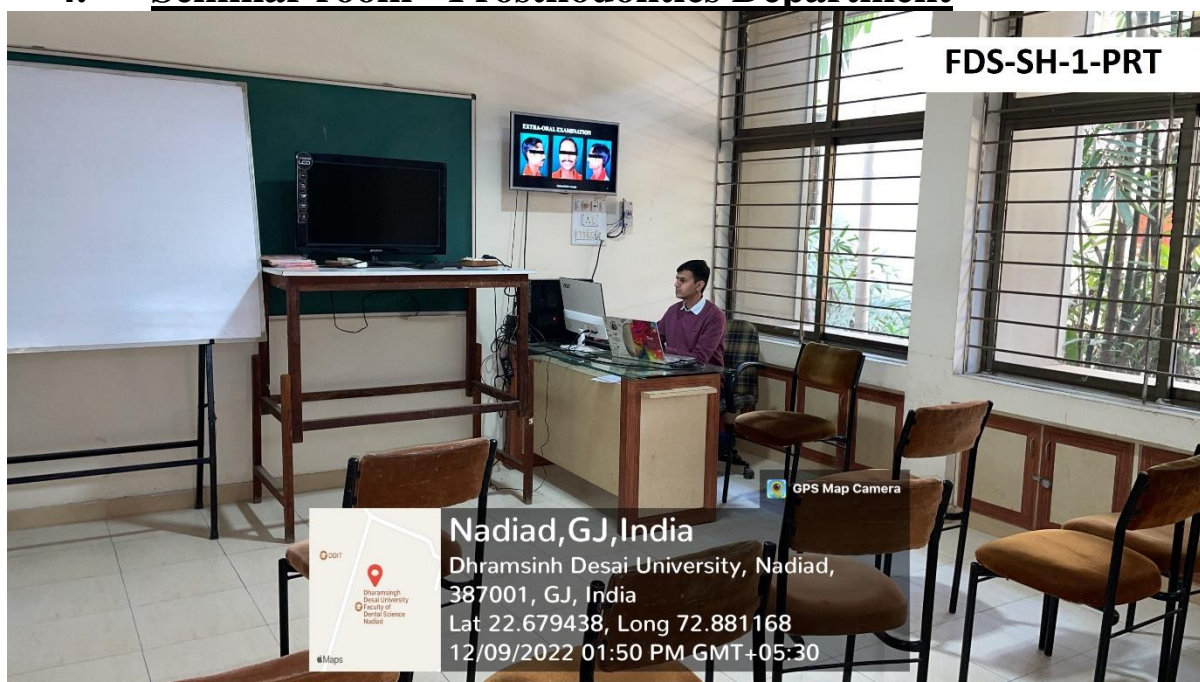 4. Seminar room - Prosthodontics Department
FDS-SH-1-PRT
EXTRA-ORAL EXAMINATION
GPS Map Camera
DDIT
Dharamsingh
Desai University
Faculty of
Dental Science
Nadiad
Maps
Nadiad,GJ,India
Dhramsinh Desai University, Nadiad,
387001, GJ, India
Lat 22.679438, Long 72.881168
12/09/2022 01:50 PM GMT+05:30